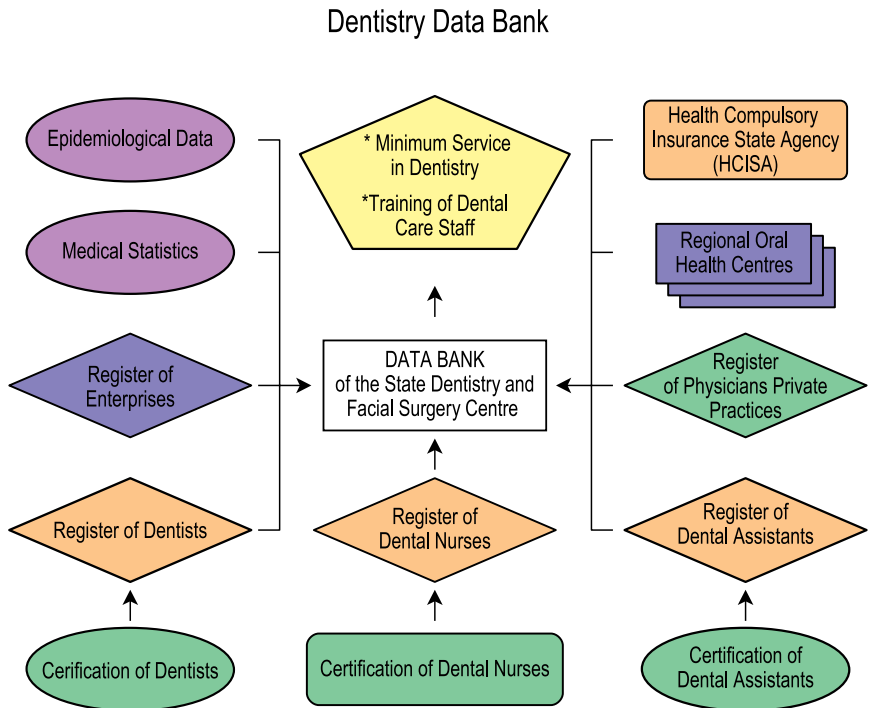 Dentistry Data Bank
Epidemiological Data
* Minimum Service
in Dentistry
*Training of Dental
Care Staff
Health Compulsory
Insurance State Agency
(HCISA)
Medical Statistics
Regional Oral
Health Centres
Register of
Enterprises
DATA BANK
of the State Dentistry and
Facial Surgery Centre
Register
of Physicians Private
Practices
Register of Dentists
Register of
Dental Nurses
Register of
Dental Assistants
Cerification of Dentists
Certification of Dental Nurses
Certification of
Dental Assistants